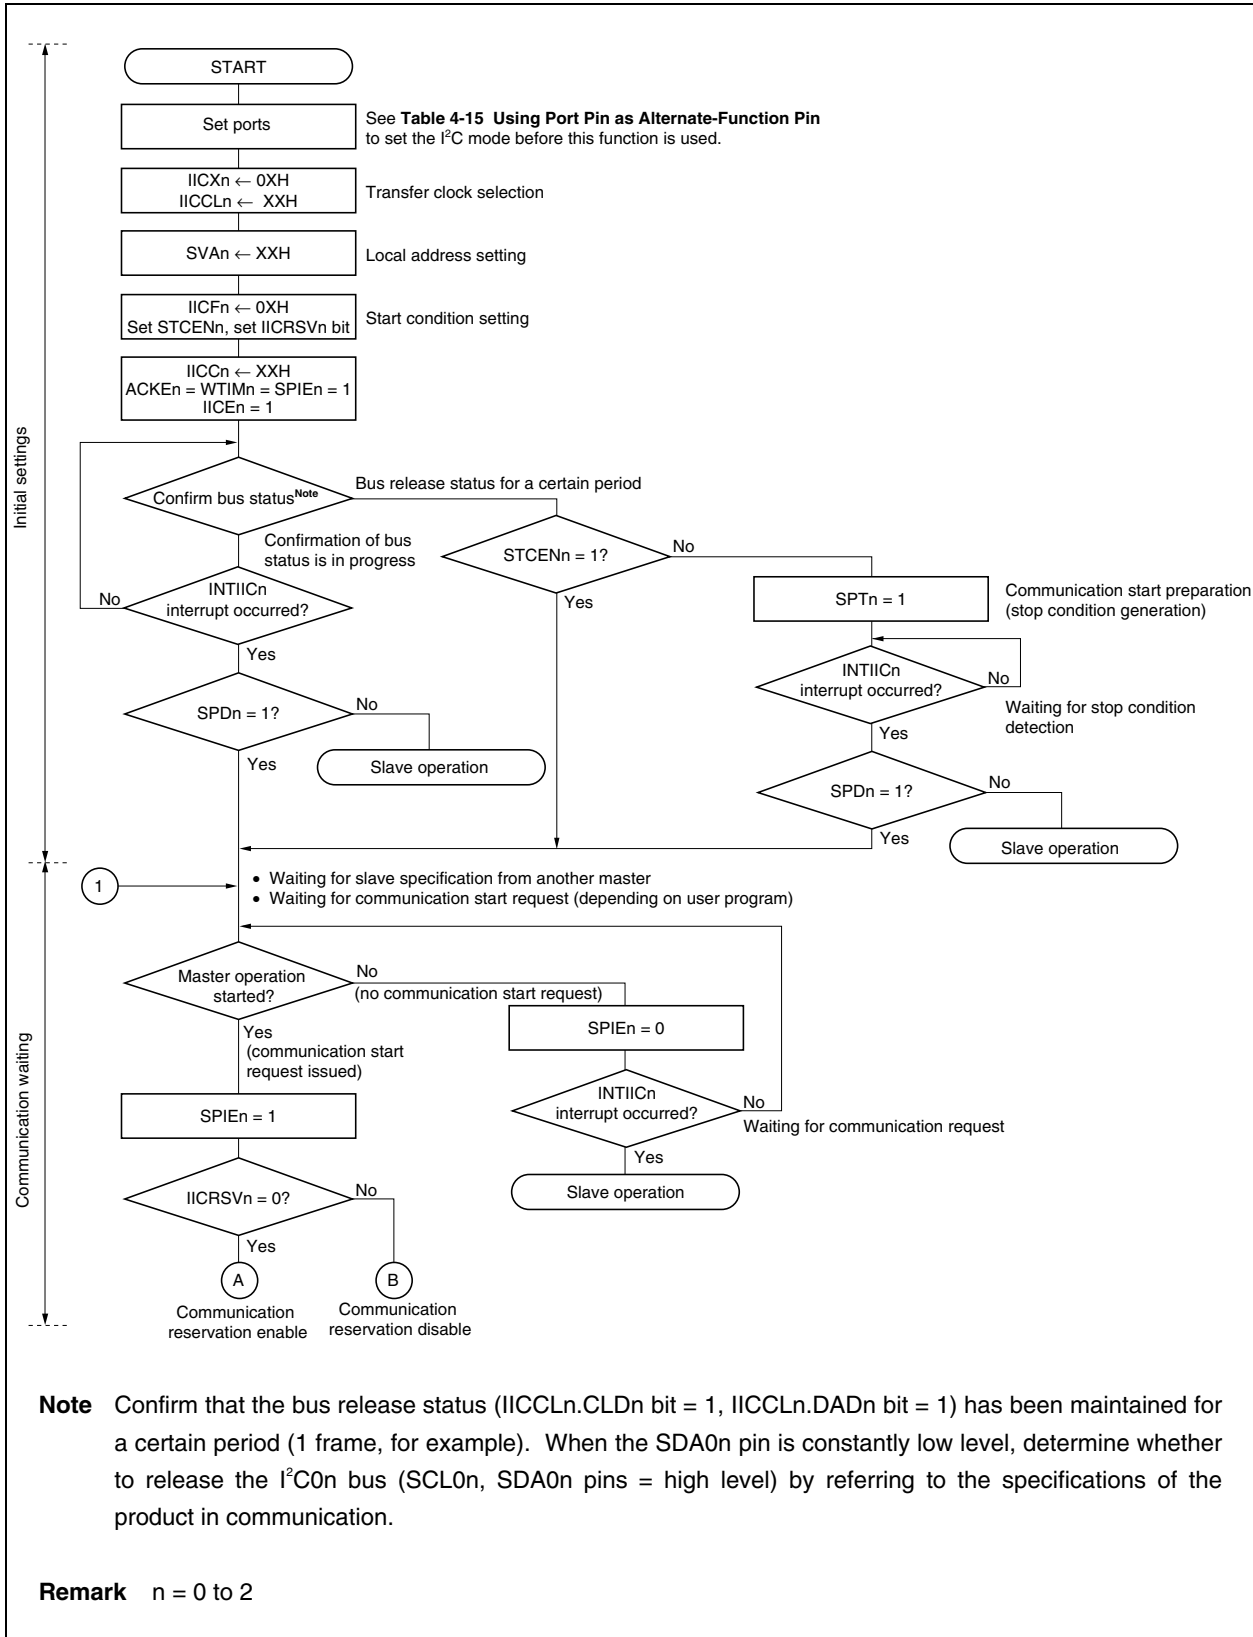 START
Set ports
See Table 4-15 Using Port Pin as Alternate-Function Pin
to set the I²C mode before this function is used.
IICXn ← 0XH
IICCLn ← XXH
Transfer clock selection
SVAn ← XXH
Local address setting
IICFn ← 0XH
Set STCENn, set IICRSVn bit
Start condition setting
IICCn ← XXH
ACKEn = WTIMn = SPIEn = 1
IICEn = 1
Initial settings
Confirm bus status^Note
Bus release status for a certain period
Confirmation of bus
status is in progress
STCENn = 1?
No
Yes
SPTn = 1
Communication start preparation
(stop condition generation)
No
INTIICn
interrupt occurred?
Yes
INTIICn
interrupt occurred?
No
Waiting for stop condition
detection
Yes
SPDn = 1?
No
Slave operation
Yes
SPDn = 1?
No
Slave operation
Yes
1
• Waiting for slave specification from another master
• Waiting for communication start request (depending on user program)
Communication waiting
Master operation
started?
No
(no communication start request)
Yes
(communication start
request issued)
SPIEn = 0
INTIICn
interrupt occurred?
No
Waiting for communication request
Yes
Slave operation
SPIEn = 1
IICRSVn = 0?
No
Yes
A
B
Communication
reservation enable
Communication
reservation disable
Note Confirm that the bus release status (IICCLn.CLDn bit = 1, IICCLn.DADn bit = 1) has been maintained for
a certain period (1 frame, for example). When the SDA0n pin is constantly low level, determine whether
to release the I²C0n bus (SCL0n, SDA0n pins = high level) by referring to the specifications of the
product in communication.
Remark n = 0 to 2